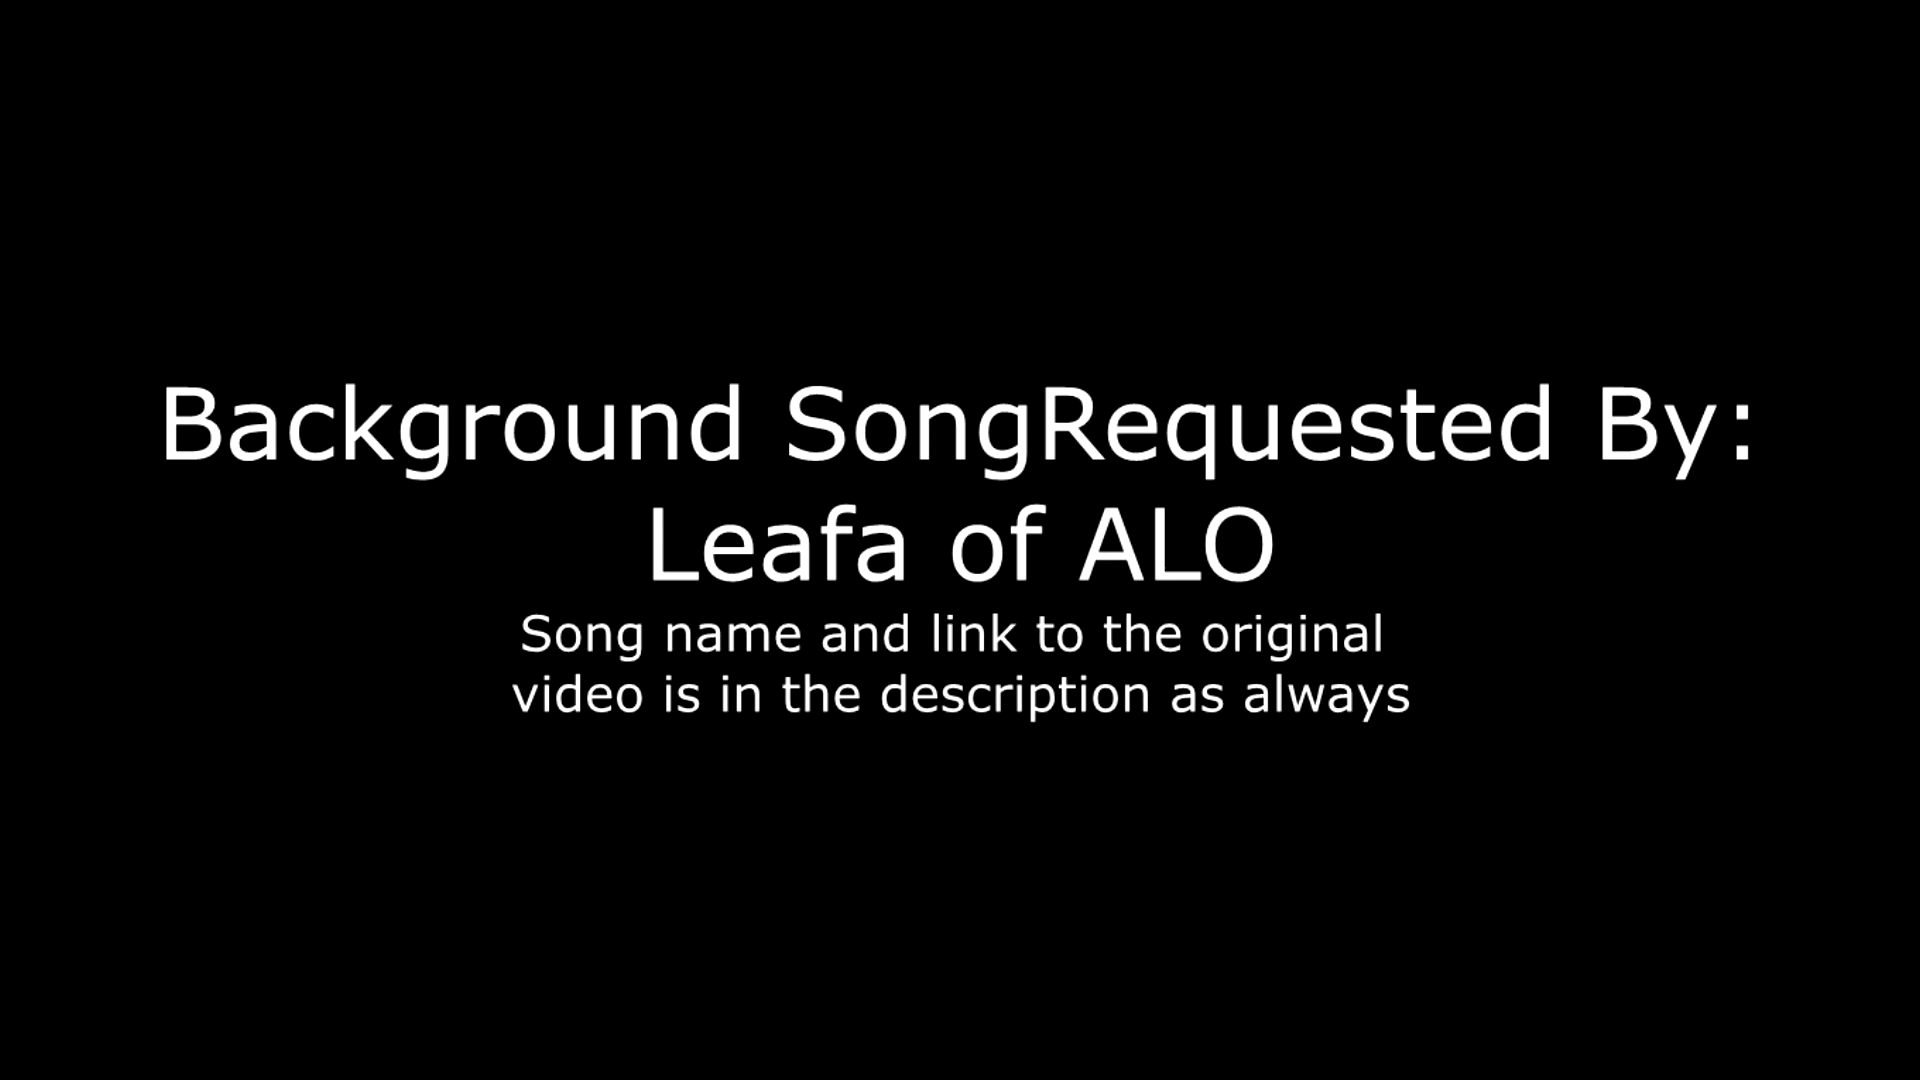 Background SongRequested By:
Leafa of ALO
Song name and link to the original
video is in the description as always